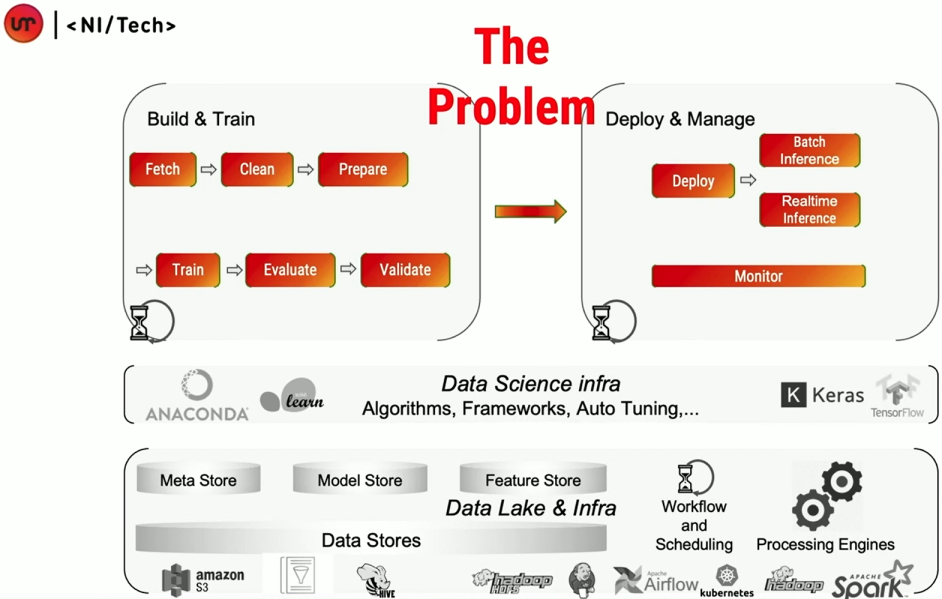 un | <NI/Tech>
The
Problem
Build & Train
Fetch
Clean
Prepare
Train
Evaluate
Validate
Deploy & Manage
Deploy
Batch
Inference
Realtime
Inference
Monitor
ANACONDA
learn
Data Science infra
Algorithms, Frameworks, Auto Tuning,...
K Keras
TensorFlow
Meta Store
Model Store
Feature Store
Data Lake & Infra
Data Stores
Workflow
and
Scheduling
Processing Engines
amazon
S3
HIVE
hadoop
HDFS
Apache
Airflow
kubernetes
hadoop
APACHE
Spark